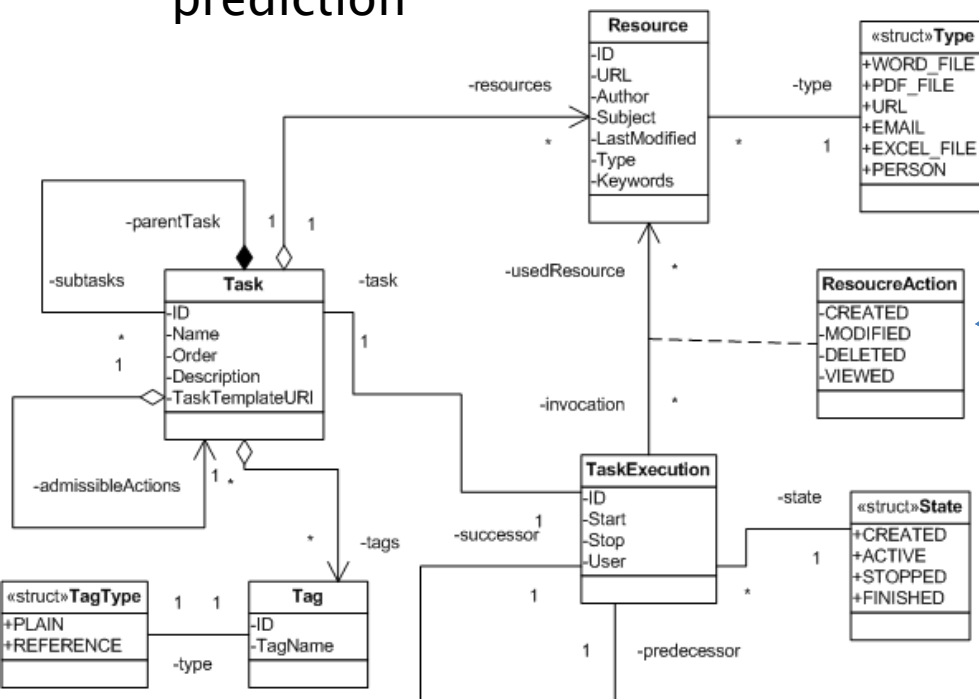 prediction
Resource
-ID
-URL
-Author
-Subject
-LastModified
-Type
-Keywords
«struct»Type
+WORD_FILE
+PDF_FILE
+URL
+EMAIL
+EXCEL_FILE
+PERSON
-resources
*
-type
*
1
-parentTask
1
1
-subtasks
*
1
Task
-ID
-Name
-Order
-Description
-TaskTemplateURI
-task
1
-usedResource
*
ResoucreAction
-CREATED
-MODIFIED
-DELETED
-VIEWED
-invocation
*
-admissibleActions
1
*
*
-tags
TaskExecution
-ID
-Start
-Stop
-User
1
-successor
1
-state
1
*
«struct»State
+CREATED
+ACTIVE
+STOPPED
+FINISHED
«struct»TagType
+PLAIN
+REFERENCE
1
1
-type
Tag
-ID
-TagName
1
-predecessor